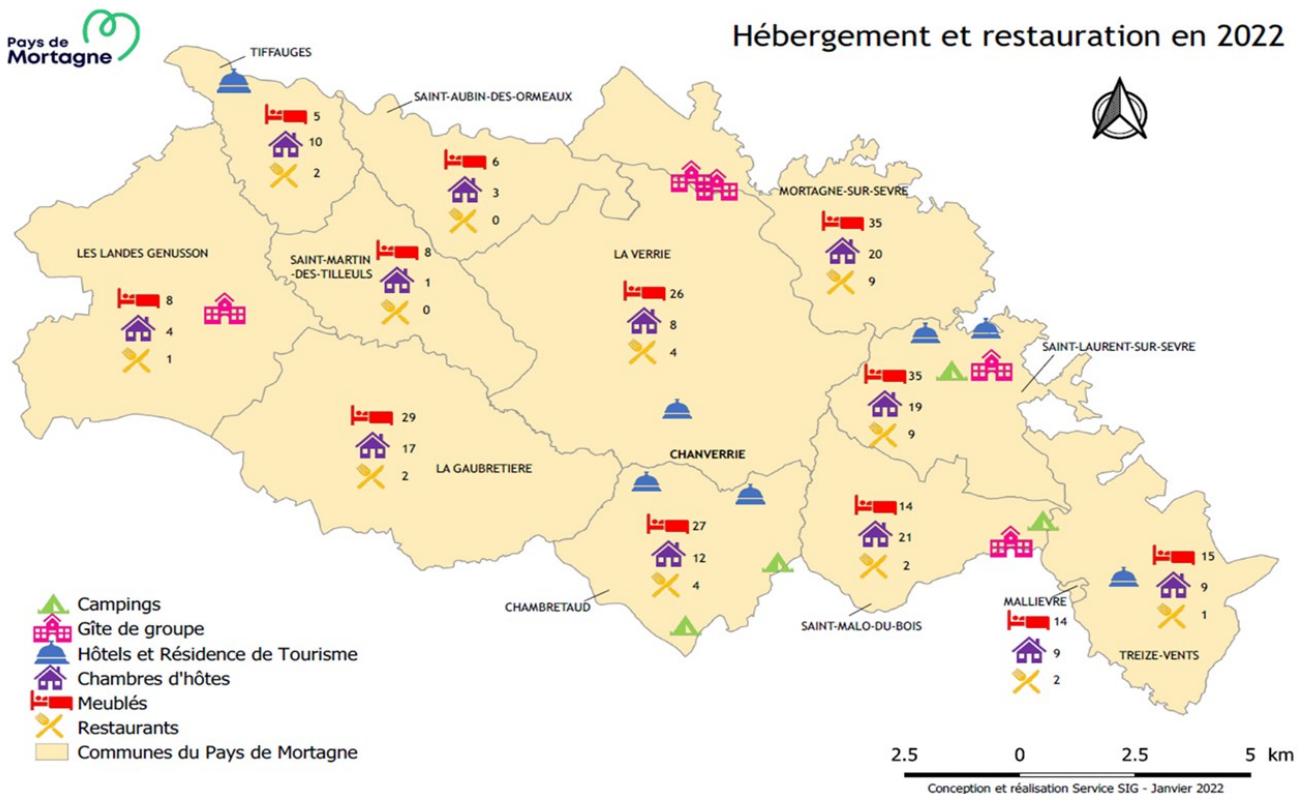 Pays de
Mortagne
Hébergement et restauration en 2022
TIFFAUGES
5
10
2
SAINT-AUBIN-DES-ORMEAUX
6
3
0
MORTAGNE-SUR-SEVRE
35
20
9
LES LANDES GENUSSON
8
4
1
SAINT-MARTIN
-DES-TILLEULS
8
1
0
LA VERRIE
26
8
4
SAINT-LAURENT-SUR-SEVRE
35
19
9
29
17
2
LA GAUBRETIERE
CHANVERRIE
27
12
4
CHAMBRETAUD
14
21
2
SAINT-MALO-DU-BOIS
MALLIEVRE
14
9
2
15
9
1
TREIZE-VENTS
Campings
Gîte de groupe
Hôtels et Résidence de Tourisme
Chambres d'hôtes
Meublés
Restaurants
Communes du Pays de Mortagne
2.5 0 2.5 5 km
Conception et réalisation Service SIG - Janvier 2022